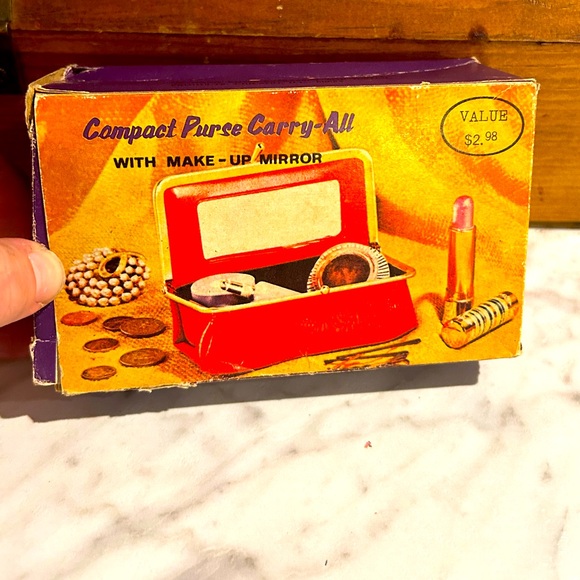 Compact Purse Carry-All
WITH MAKE-UP MIRROR
VALUE
$2.98